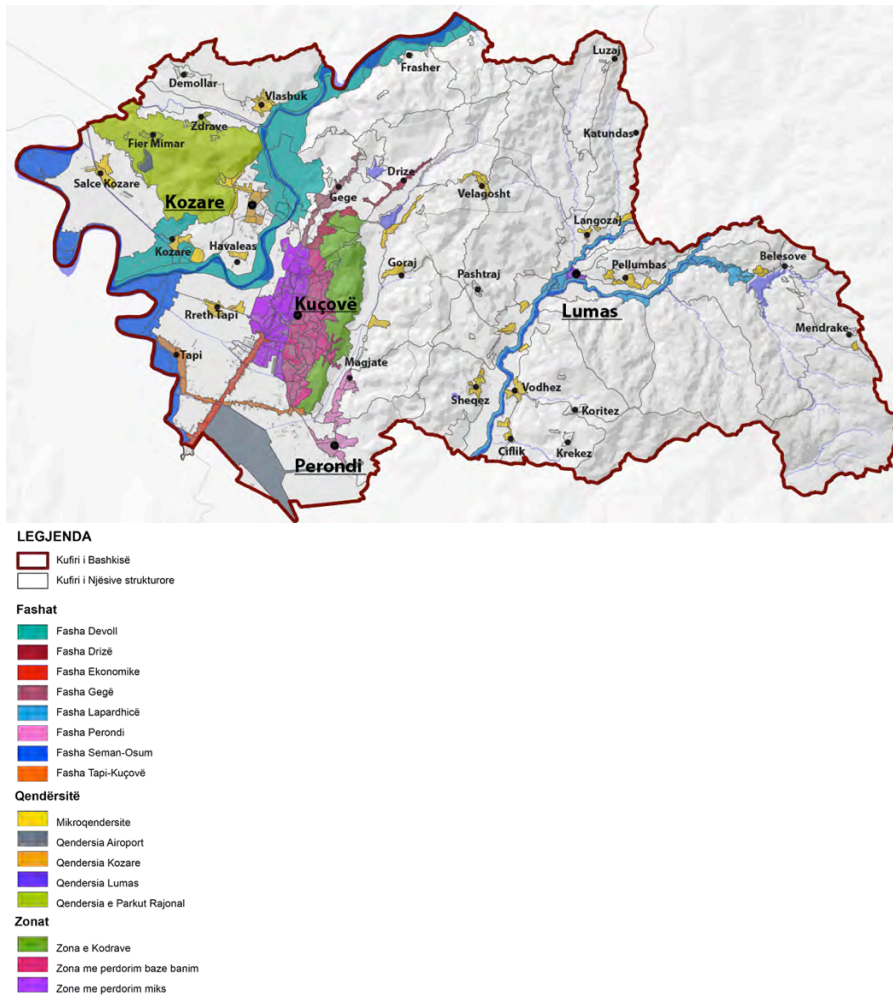 Luzaj
Frasher
Demollar
Vlashuk
Zdrave
Katundas
Fier Mimar
Salce Kozare
Drize
Gege
Velagosht
Kozare
Langozaj
Kozare
Havaleas
Goraj
Pashtraj
Pellumbas
Belesove
Kuçovë
Rreth Tapi
Lumas
Mendrake
Tapi
Magjate
Sheqez
Vodhez
Koritez
Ciflik
Krekez
Perondi
LEGJENDA
Kufiri i Bashkisë
Kufiri i Njësive strukturore
Fashat
Fasha Devoll
Fasha Drizë
Fasha Ekonomike
Fasha Gegë
Fasha Lapardhicë
Fasha Perondi
Fasha Seman-Osum
Fasha Tapi-Kuçovë
Qendërsitë
Mikroqendersite
Qendersia Airoport
Qendersia Kozare
Qendersia Lumas
Qendersia e Parkut Rajonal
Zonat
Zona e Kodrave
Zona me perdorim baze banim
Zone me perdorim miks